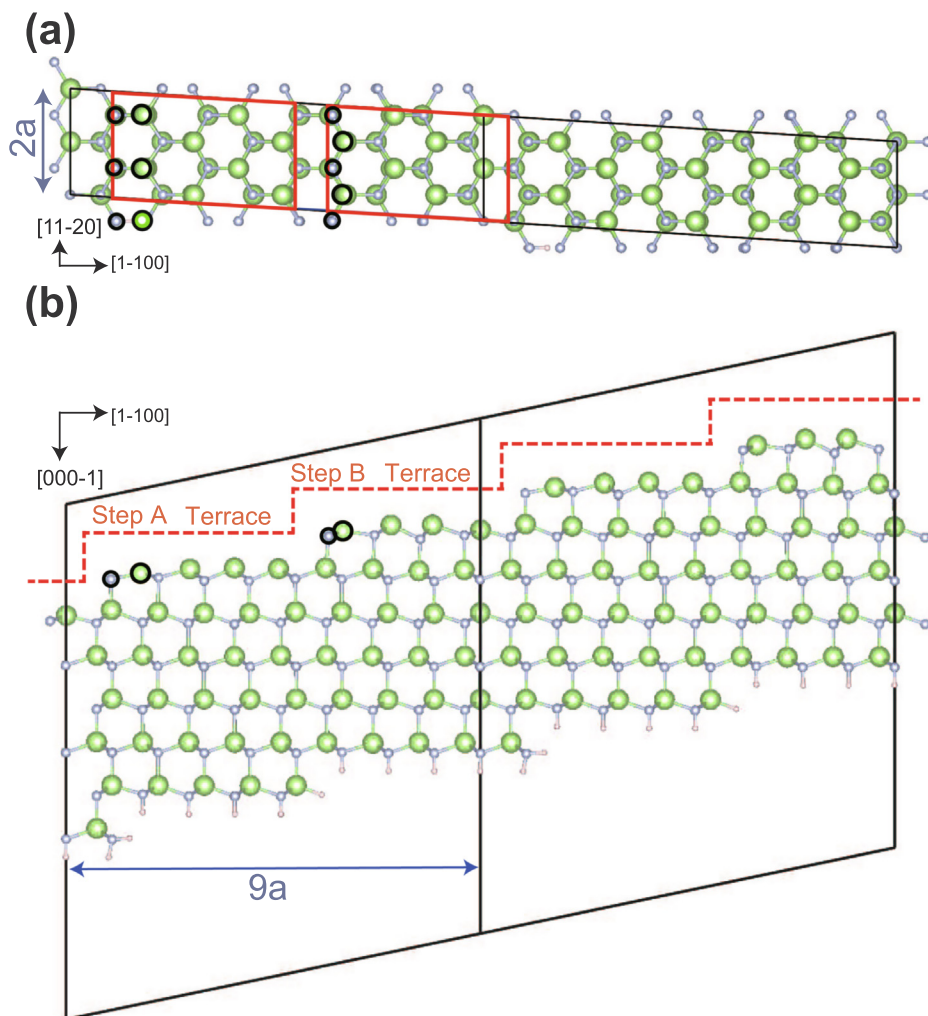 (a)
2a
[11-20]
[1-100]
(b)
[1-100]
[000-1]
Step A Terrace
Step B Terrace
9a